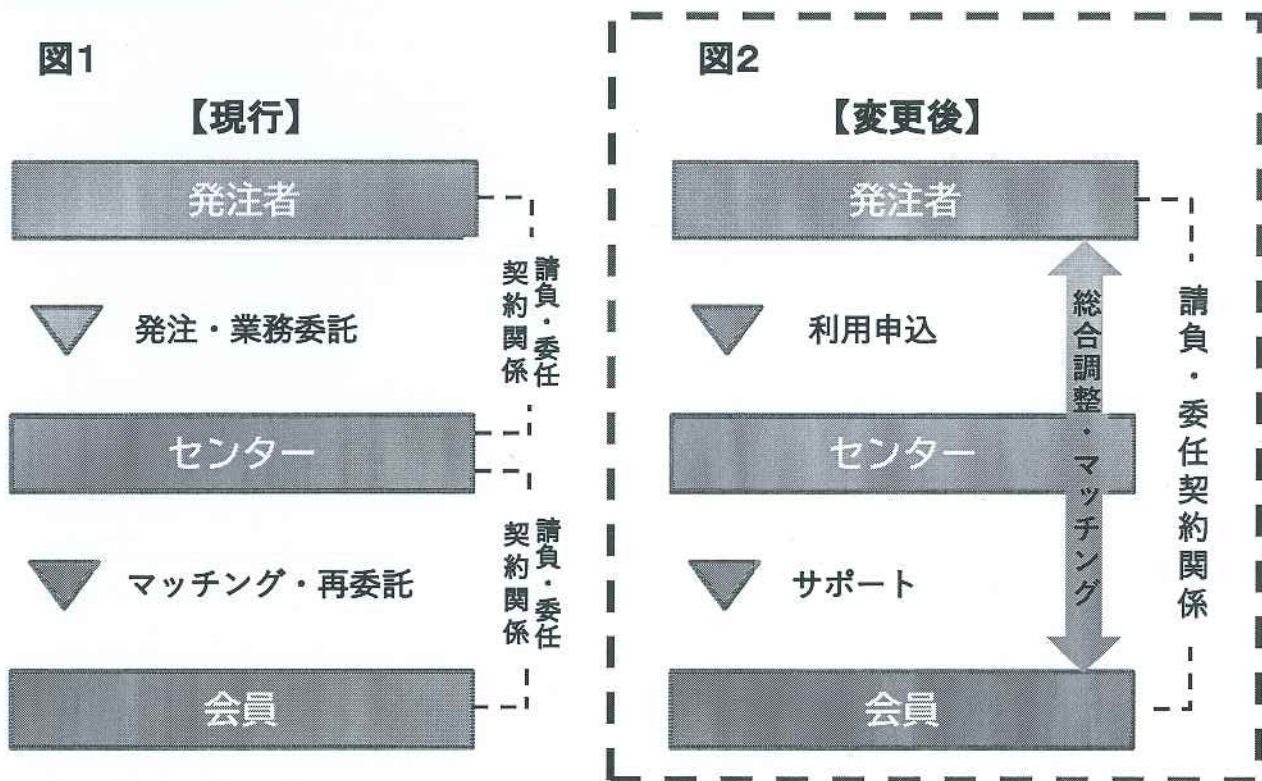 図1
【現行】
発注者
発注・業務委託
請負・委任
契約関係
センター
マッチング・再委託
請負・委任
契約関係
会員
図2
【変更後】
発注者
利用申込
総合調整・マッチング
請負・委任契約関係
センター
サポート
会員